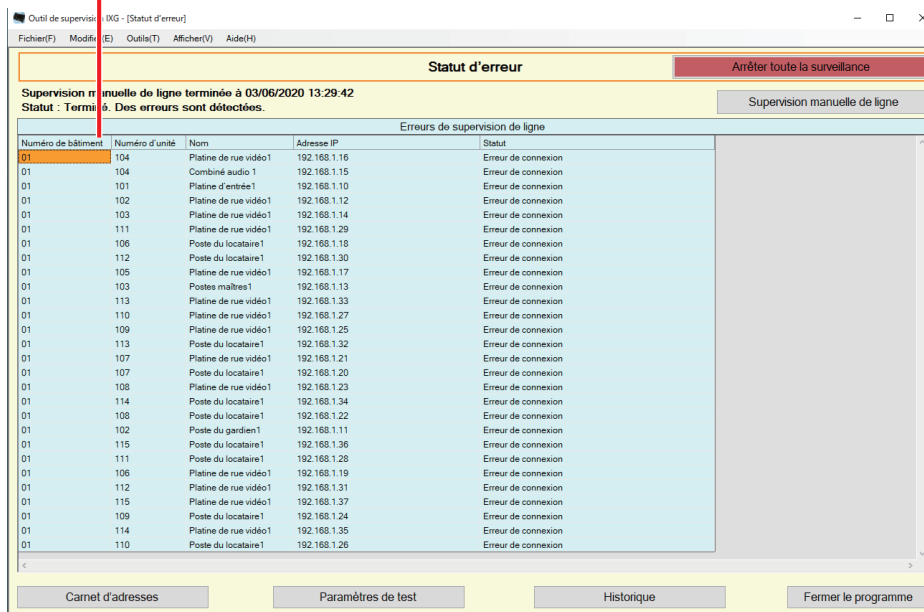 Outil de supervision IXG - [Statut d'erreur]
Fichier(F) Modifier(E) Outils(T) Afficher(V) Aide(H)
Statut d'erreur
Arrêter toute la surveillance
Supervision manuelle de ligne terminée à 03/06/2020 13:29:42
Statut : Terminé. Des erreurs sont détectées.
Supervision manuelle de ligne
Erreurs de supervision de ligne
Numéro de bâtiment Numéro d'unité Nom Adresse IP Statut
01 104 Platine de rue vidéo1 192.168.1.16 Erreur de connexion
01 104 Combiné audio 1 192.168.1.15 Erreur de connexion
01 101 Platine d'entrée1 192.168.1.10 Erreur de connexion
01 102 Platine de rue vidéo1 192.168.1.12 Erreur de connexion
01 103 Platine de rue vidéo1 192.168.1.14 Erreur de connexion
01 111 Platine de rue vidéo1 192.168.1.29 Erreur de connexion
01 106 Poste du locataire1 192.168.1.18 Erreur de connexion
01 112 Poste du locataire1 192.168.1.30 Erreur de connexion
01 105 Platine de rue vidéo1 192.168.1.17 Erreur de connexion
01 103 Postes maîtres1 192.168.1.13 Erreur de connexion
01 113 Platine de rue vidéo1 192.168.1.33 Erreur de connexion
01 110 Platine de rue vidéo1 192.168.1.27 Erreur de connexion
01 109 Platine de rue vidéo1 192.168.1.25 Erreur de connexion
01 113 Poste du locataire1 192.168.1.32 Erreur de connexion
01 107 Platine de rue vidéo1 192.168.1.21 Erreur de connexion
01 107 Poste du locataire1 192.168.1.20 Erreur de connexion
01 108 Platine de rue vidéo1 192.168.1.23 Erreur de connexion
01 114 Poste du locataire1 192.168.1.34 Erreur de connexion
01 108 Poste du locataire1 192.168.1.22 Erreur de connexion
01 102 Poste du gardien1 192.168.1.11 Erreur de connexion
01 115 Poste du locataire1 192.168.1.36 Erreur de connexion
01 111 Poste du locataire1 192.168.1.28 Erreur de connexion
01 106 Platine de rue vidéo1 192.168.1.19 Erreur de connexion
01 112 Platine de rue vidéo1 192.168.1.31 Erreur de connexion
01 115 Platine de rue vidéo1 192.168.1.37 Erreur de connexion
01 109 Poste du locataire1 192.168.1.24 Erreur de connexion
01 114 Platine de rue vidéo1 192.168.1.35 Erreur de connexion
01 110 Poste du locataire1 192.168.1.26 Erreur de connexion
Carnet d'adresses Paramètres de test Historique Fermer le programme